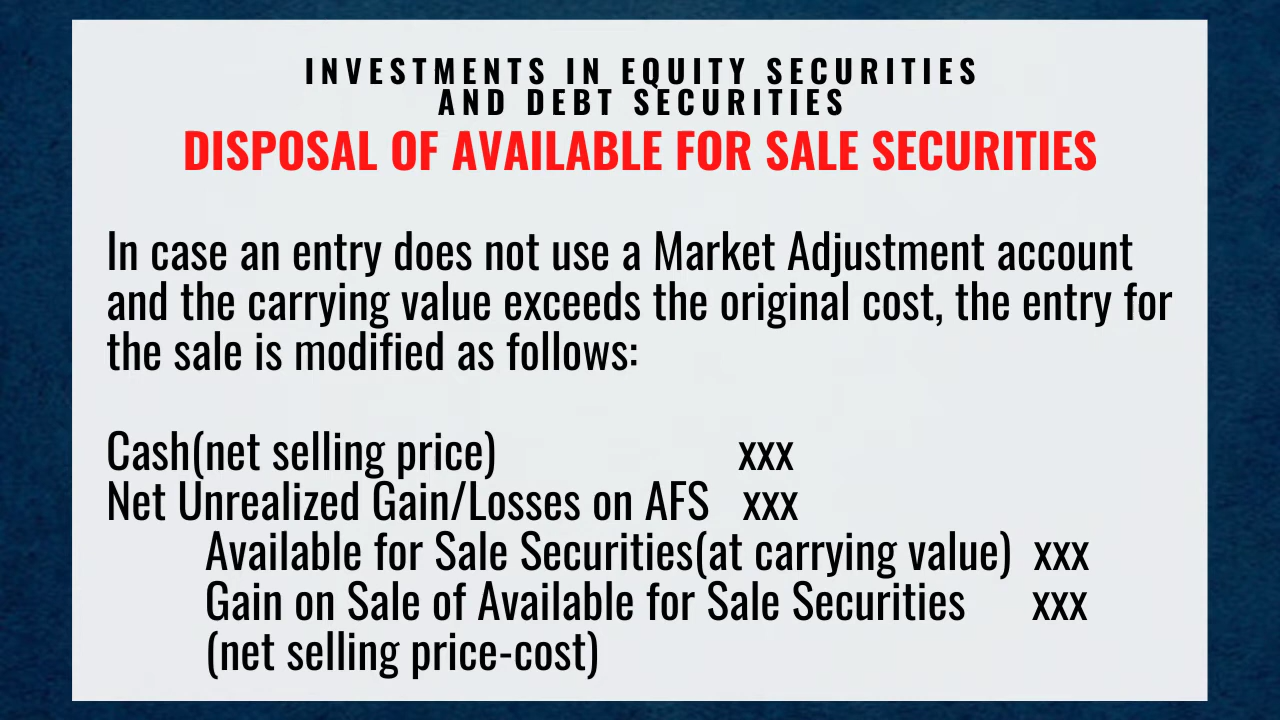 INVESTMENTS IN EQUITY SECURITIES
AND DEBT SECURITIES
DISPOSAL OF AVAILABLE FOR SALE SECURITIES
In case an entry does not use a Market Adjustment account
and the carrying value exceeds the original cost, the entry for
the sale is modified as follows:
Cash(net selling price) xxx
Net Unrealized Gain/Losses on AFS xxx
Available for Sale Securities(at carrying value) xxx
Gain on Sale of Available for Sale Securities xxx
(net selling price-cost)